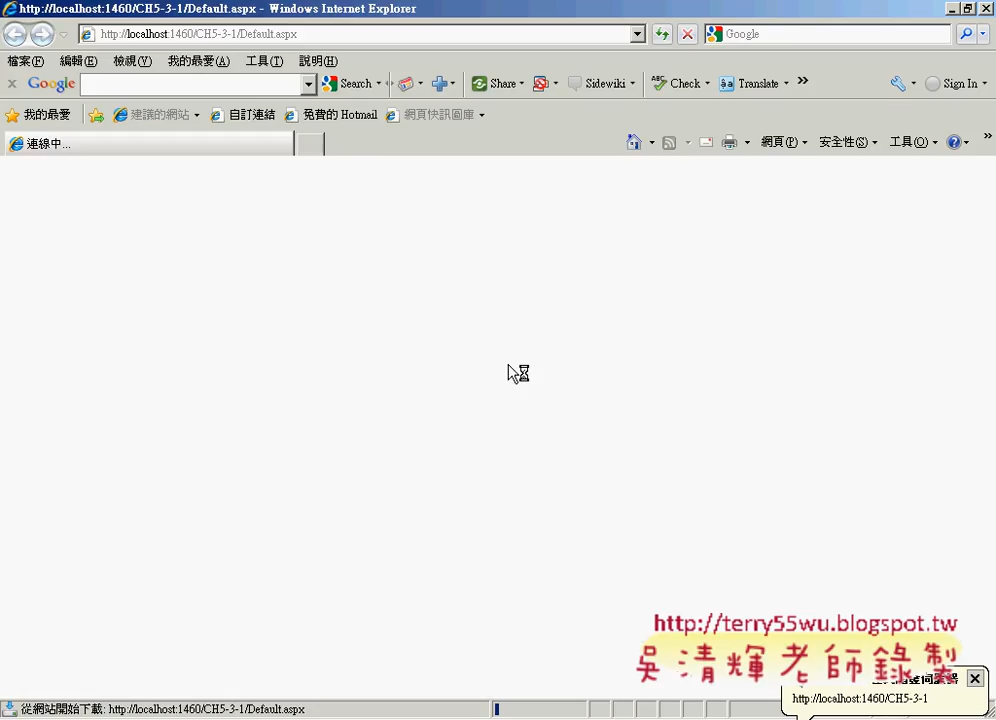 http://localhost:1460/CH5-3-1/Default.aspx - Windows Internet Explorer
http://localhost:1460/CH5-3-1/Default.aspx
Google
檔案(F) 編輯(E) 檢視(V) 我的最愛(A) 工具(T) 說明(H)
x Google Search Share Sidewiki ABC Check aあ Translate » Sign In
我的最愛 建議的網站 自訂連結 免費的 Hotmail 網頁快訊圖庫
連線中... 網頁(P) 安全性(S) 工具(O) »
http://terry55wu.blogspot.tw
吳清輝老師錄製
http://localhost:1460/CH5-3-1
從網站開始下載: http://localhost:1460/CH5-3-1/Default.aspx